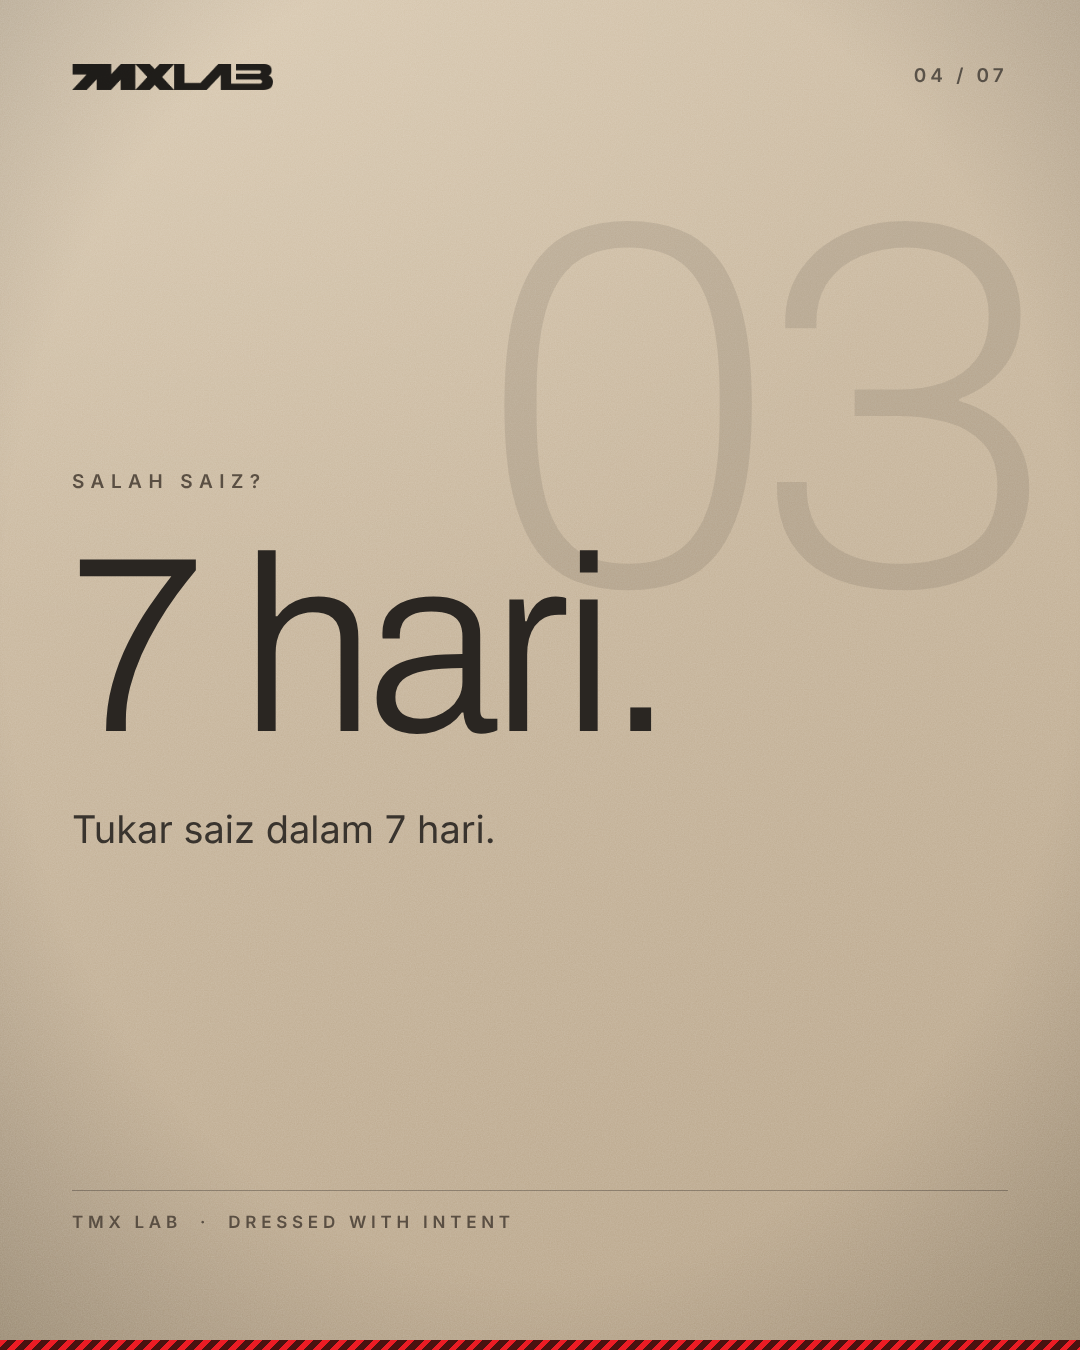 TMXLAB
04 / 07
03
SALAH SAIZ?
7 hari.
Tukar saiz dalam 7 hari.
TMX LAB · DRESSED WITH INTENT